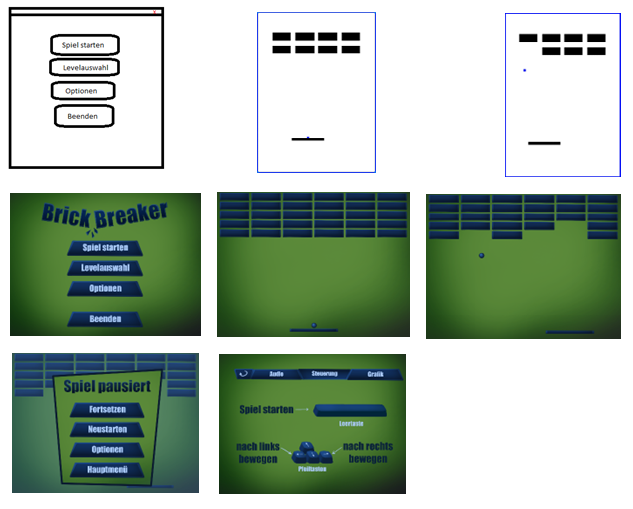 x
Spiel starten
Levelauswahl
Optionen
Beenden
Brick Breaker
Spiel starten
Levelauswahl
Optionen
Beenden
Spiel pausiert
Fortsetzen
Neustarten
Optionen
Hauptmenü
Audio
Steuerung
Grafik
Spiel starten
Leertaste
nach links
bewegen
nach rechts
bewegen
Pfeiltasten